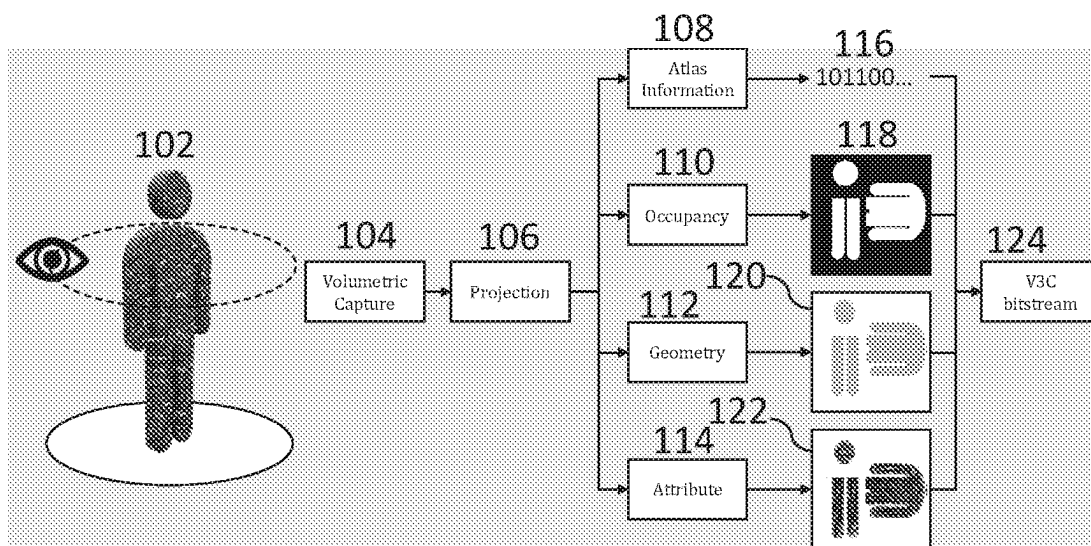 108
Atlas
Information
116
101100...
102
110
Occupancy
118
104
Volumetric
Capture
106
Projection
124
V3C
bitstream
120
112
Geometry
122
114
Attribute